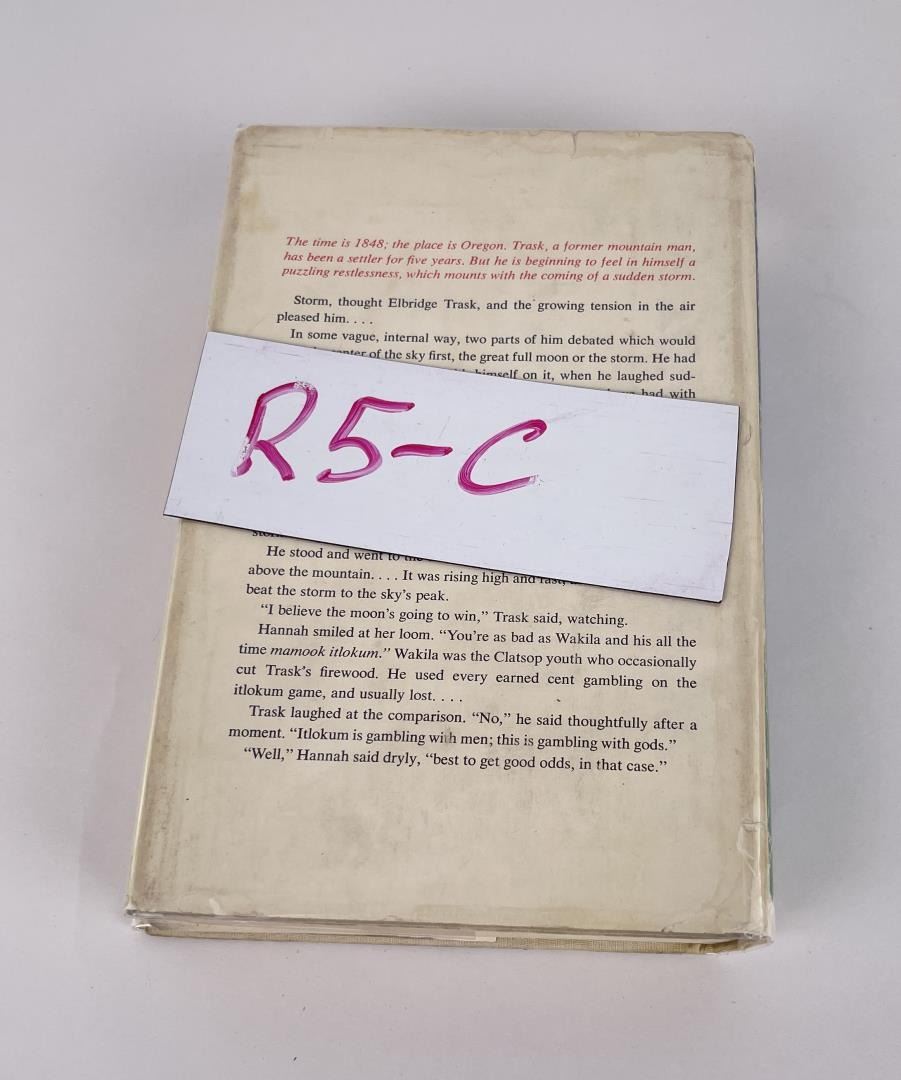 The time is 1848; the place is Oregon. Trask, a former mountain man,
has been a settler for five years. But he is beginning to feel in himself a
puzzling restlessness, which mounts with the coming of a sudden storm.
Storm, thought Elbridge Trask, and the growing tension in the air
pleased him. . . .
In some vague, internal way, two parts of him debated which would
of the sky first, the great full moon or the storm. He had
himself on it, when he laughed sud-
had with
R5-C
He stood and went to
above the mountain. . . . It was rising high and fast,
beat the storm to the sky's peak.
“I believe the moon's going to win,” Trask said, watching.
Hannah smiled at her loom. “You're as bad as Wakila and his all the
time mamook itlokum.” Wakila was the Clatsop youth who occasionally
cut Trask's firewood. He used every earned cent gambling on the
itlokum game, and usually lost. . . .
Trask laughed at the comparison. “No,” he said thoughtfully after a
moment. “Itlokum is gambling with men; this is gambling with gods.”
“Well,” Hannah said dryly, “best to get good odds, in that case.”